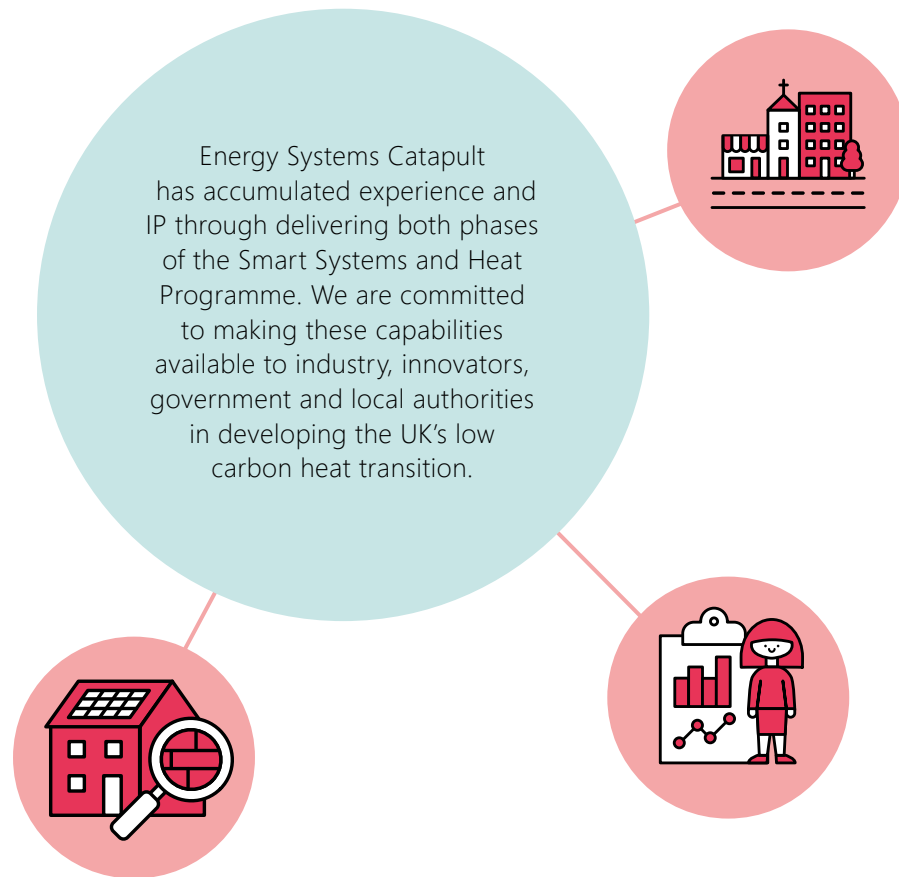 Energy Systems Catapult
has accumulated experience and
IP through delivering both phases
of the Smart Systems and Heat
Programme. We are committed
to making these capabilities
available to industry, innovators,
government and local authorities
in developing the UK’s low
carbon heat transition.